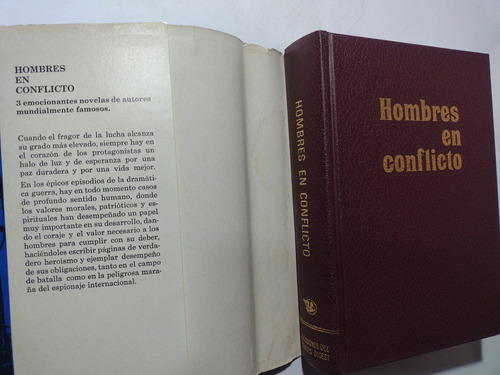 HOMBRES
EN
CONFLICTO
3 emocionantes novelas de autores
mundialmente famosos.
Cuando el fragor de la lucha alcanza
su grado más elevado, siempre hay en
el corazón de los protagonistas un
halo de luz y de esperanza por una
paz duradera y por una vida mejor.
En los épicos episodios de la dramáti-
ca guerra, hay en todo momento casos
de profundo sentido humano, donde
los valores morales, patrióticos y es-
pirituales han desempeñado un papel
muy importante en su desarrollo, dan-
do el coraje y el valor necesario a los
hombres para cumplir con su deber,
haciéndoles escribir páginas de verda-
dero heroísmo y ejemplar desempeño
de sus obligaciones, tanto en el campo
de batalla como en la peligrosa mara-
ña del espionaje internacional.
HOMBRES EN CONFLICTO
DEL
DIGEST
Hombres
en
conflicto